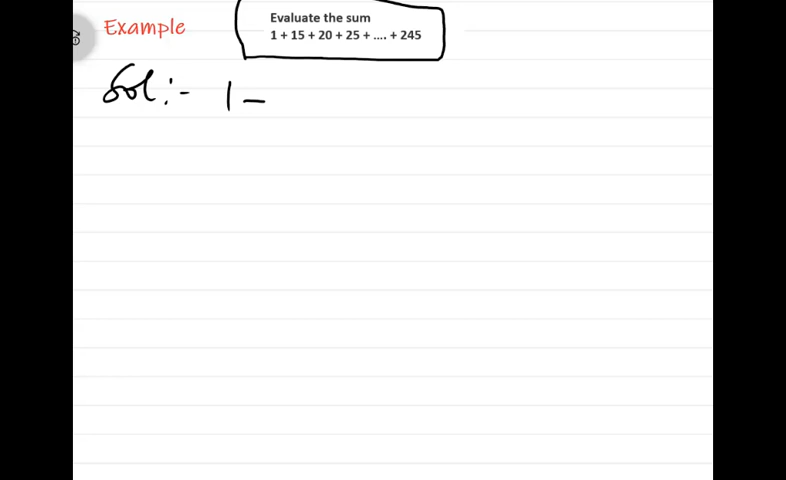 Example
Evaluate the sum
1 + 15 + 20 + 25 + .... + 245
Sol :- 1 –